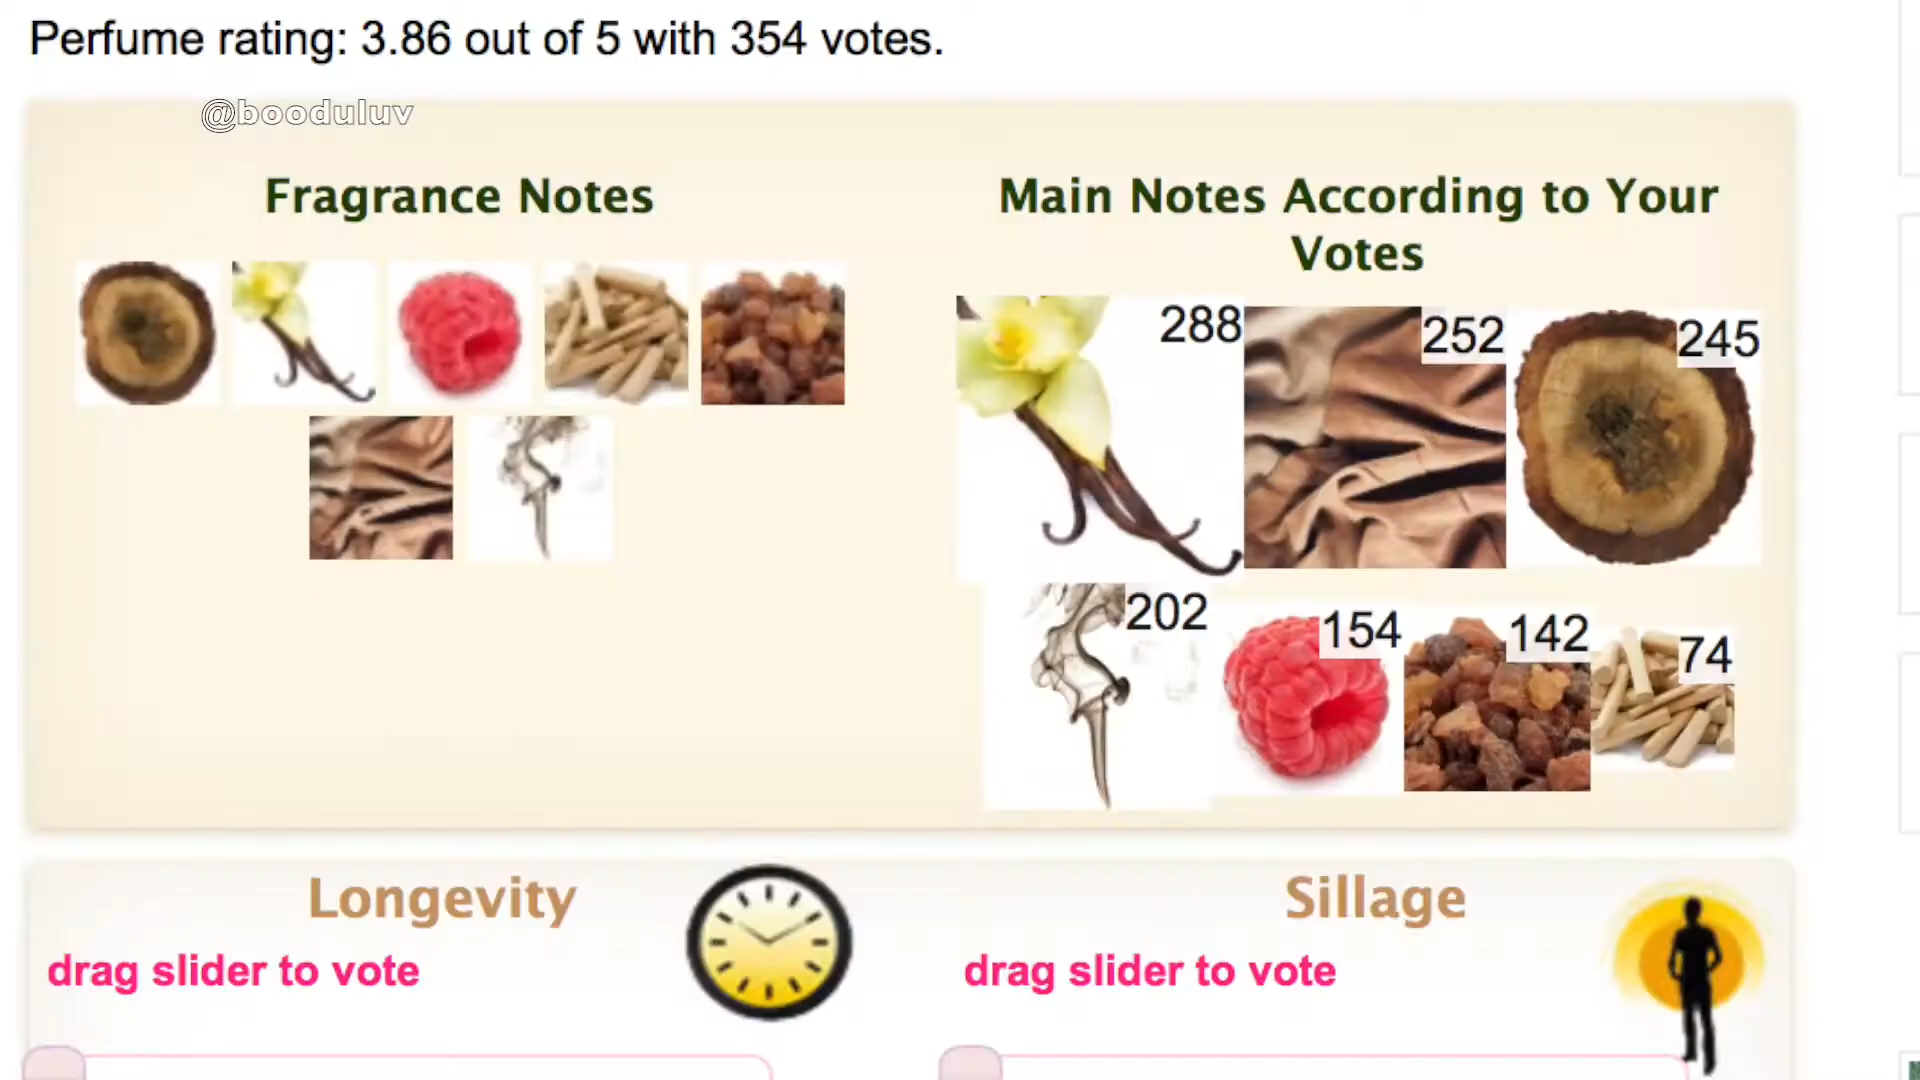 Perfume rating: 3.86 out of 5 with 354 votes.
@booduluv
Fragrance Notes
Main Notes According to Your
Votes
288
252
245
202
154
142
74
Longevity
drag slider to vote
Sillage
drag slider to vote